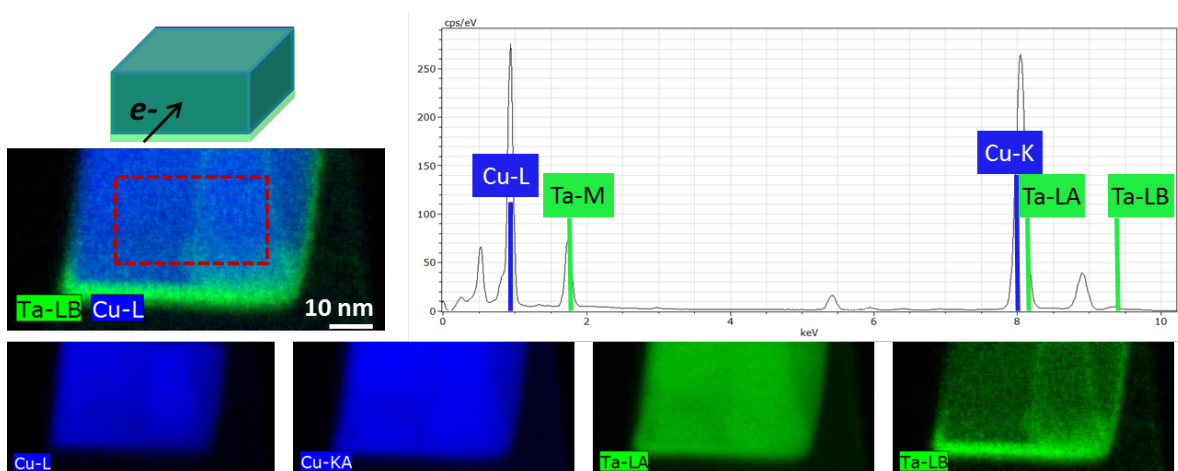 e-
Ta-LB Cu-L
10 nm
cps/eV
250
200
150
100
50
0
Cu-L
Ta-M
Cu-K
Ta-LA
Ta-LB
0 2 4 6 8 10
keV
Cu-L
Cu-KA
Ta-LA
Ta-LB